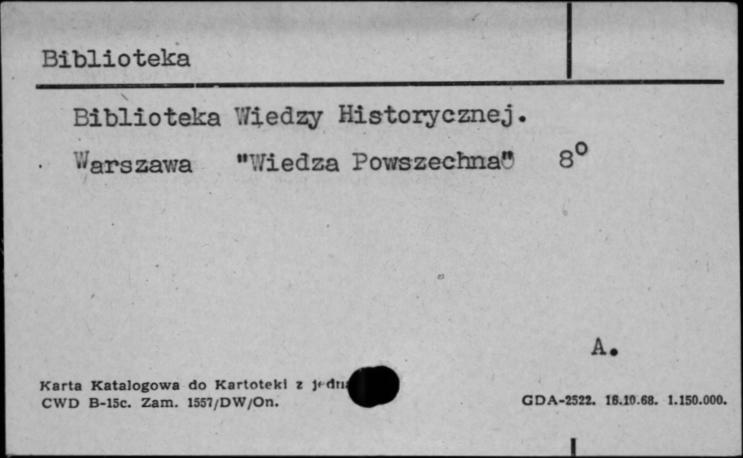 Biblioteka
Biblioteka Wiedzy Historycznej.
Warszawa "Wiedza Powszechna" 8°
A.
Karta Katalogowa do Kartoteki z
CWD B-15c. Zam. 1557/DW/On.
GDA-2522. 16.10.68. 1.150.000.